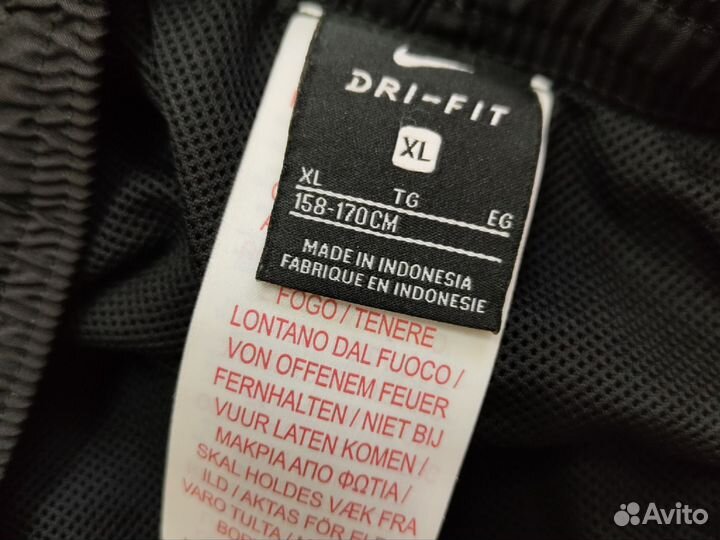 DRI-FIT
XL
XL TG EG
158-170CM
MADE IN INDONESIA
FABRIQUE EN INDONESIE
FOGO / TENERE
LONTANO DAL FUOCO /
VON OFFENEM FEUER
FERNHALTEN / NIET BIJ
VUUR LATEN KOMEN /
ΜΑΚΡΙΑ ΑΠΟ ΦΩΤΙΑ /
SKAL HOLDES VÆK FRA
ILD / AKTAS FÖR
VARO TULTA /
Avito